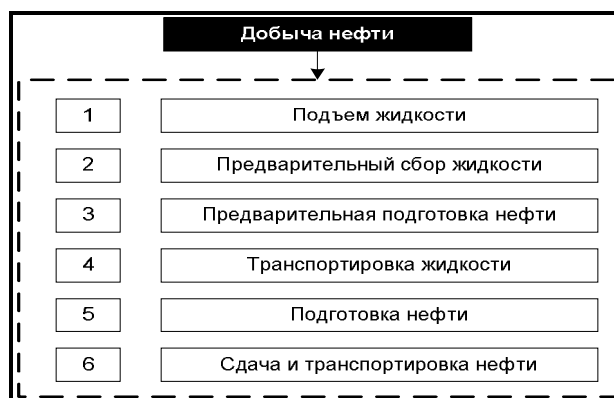 Добыча нефти
1 Подъем жидкости
2 Предварительный сбор жидкости
3 Предварительная подготовка нефти
4 Транспортировка жидкости
5 Подготовка нефти
6 Сдача и транспортировка нефти